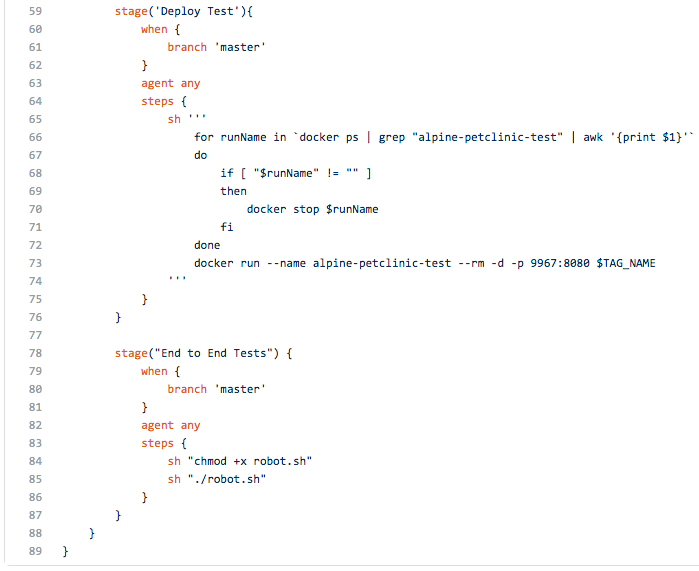 59 stage('Deploy Test'){
60 when {
61 branch 'master'
62 }
63 agent any
64 steps {
65 sh '''
66 for runName in `docker ps | grep "alpine-petclinic-test" | awk '{print $1}'`
67 do
68 if [ "$runName" != "" ]
69 then
70 docker stop $runName
71 fi
72 done
73 docker run --name alpine-petclinic-test --rm -d -p 9967:8080 $TAG_NAME
74 '''
75 }
76 }
77
78 stage("End to End Tests") {
79 when {
80 branch 'master'
81 }
82 agent any
83 steps {
84 sh "chmod +x robot.sh"
85 sh "./robot.sh"
86 }
87 }
88 }
89 }